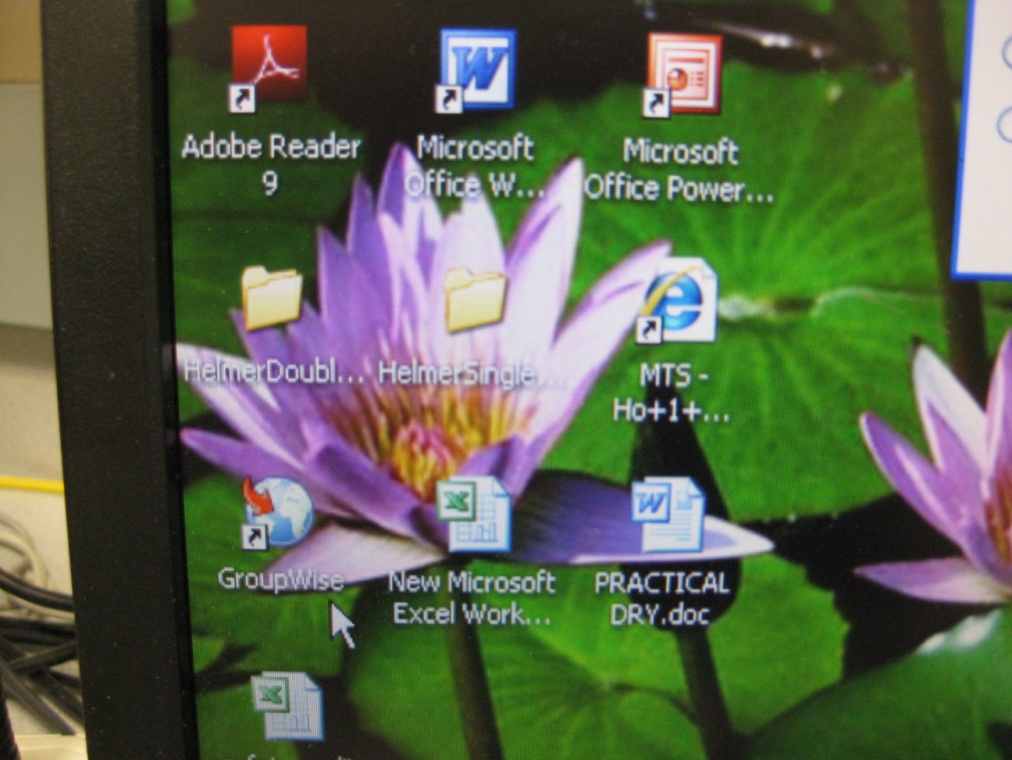 Adobe Reader
9
Microsoft
Office W...
Microsoft
Office Power...
HelmerDoubl...
HelmerSingle...
MTS -
Ho+1+...
GroupWise
New Microsoft
Excel Work...
PRACTICAL
DRY.doc